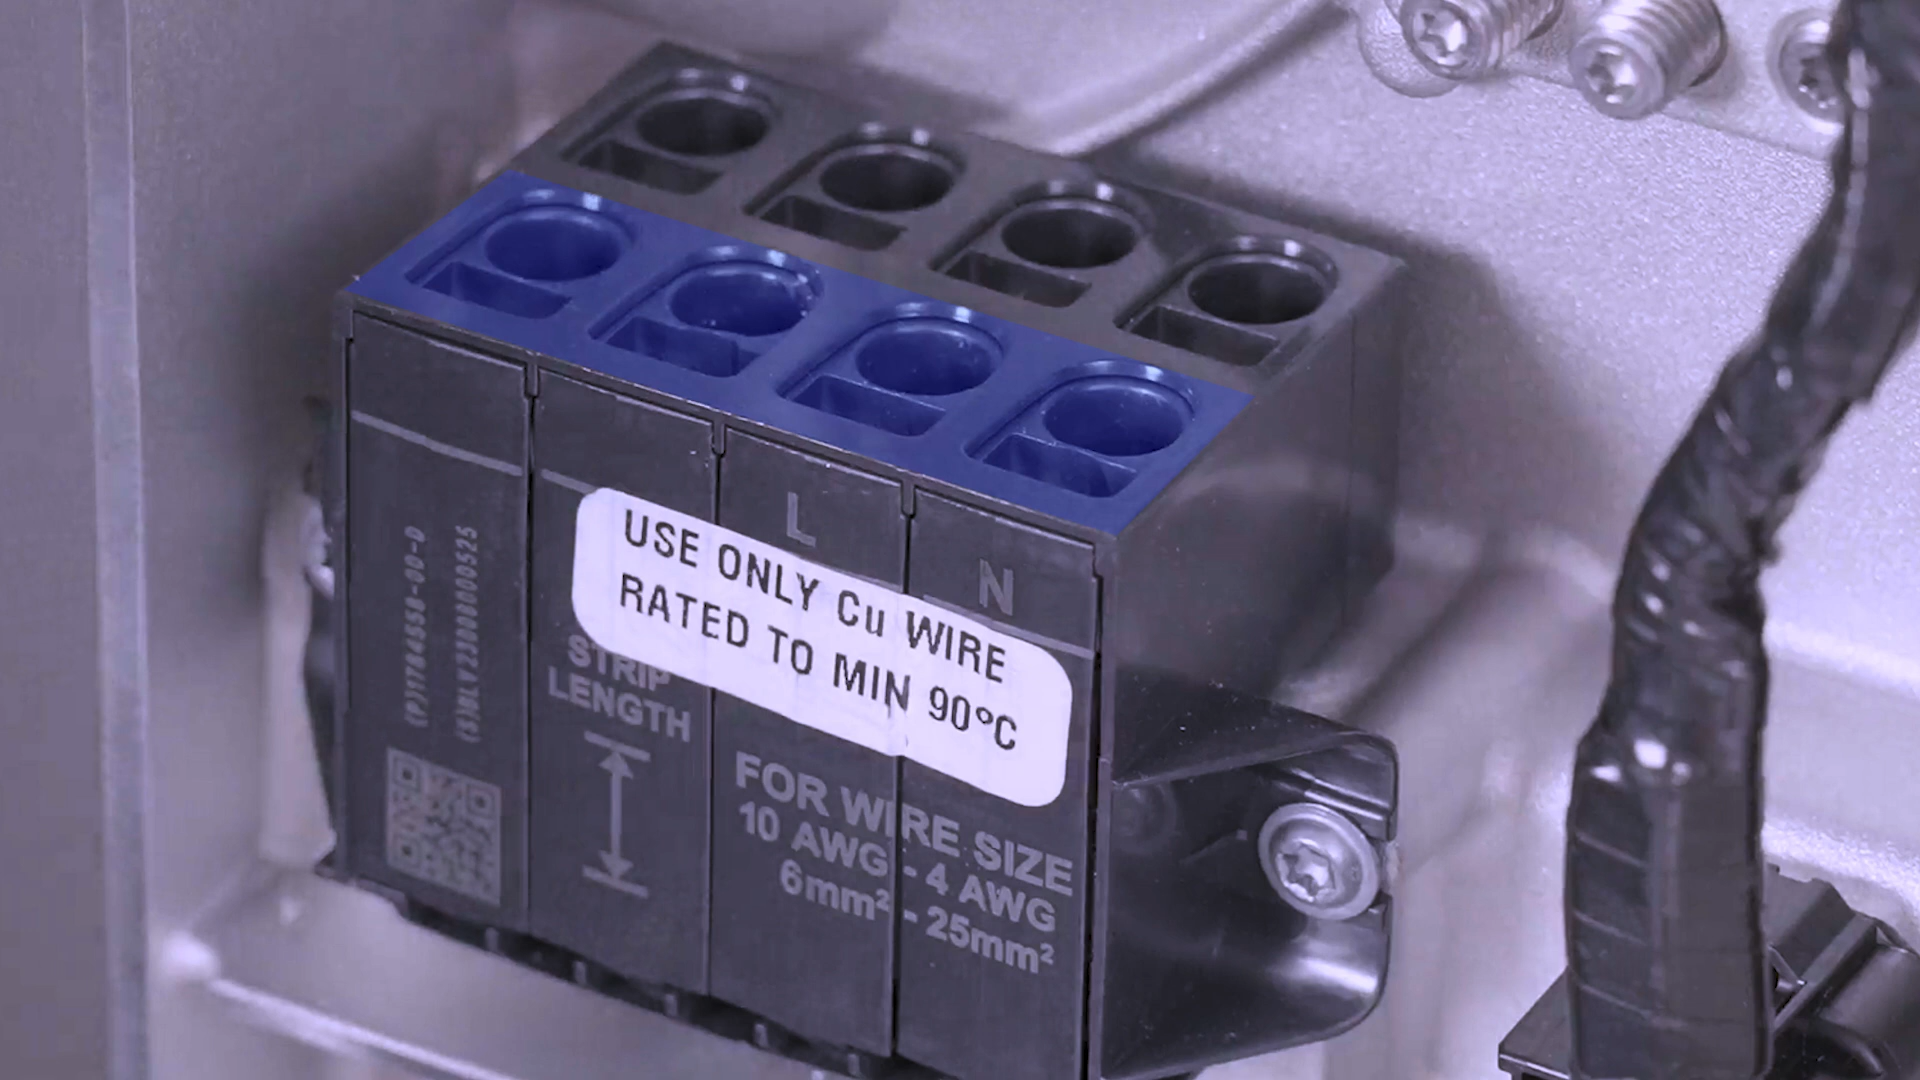 L
N
USE ONLY Cu WIRE
RATED TO MIN 90°C
STRIP
LENGTH
FOR WIRE SIZE
10 AWG - 4 AWG
6mm² - 25mm²